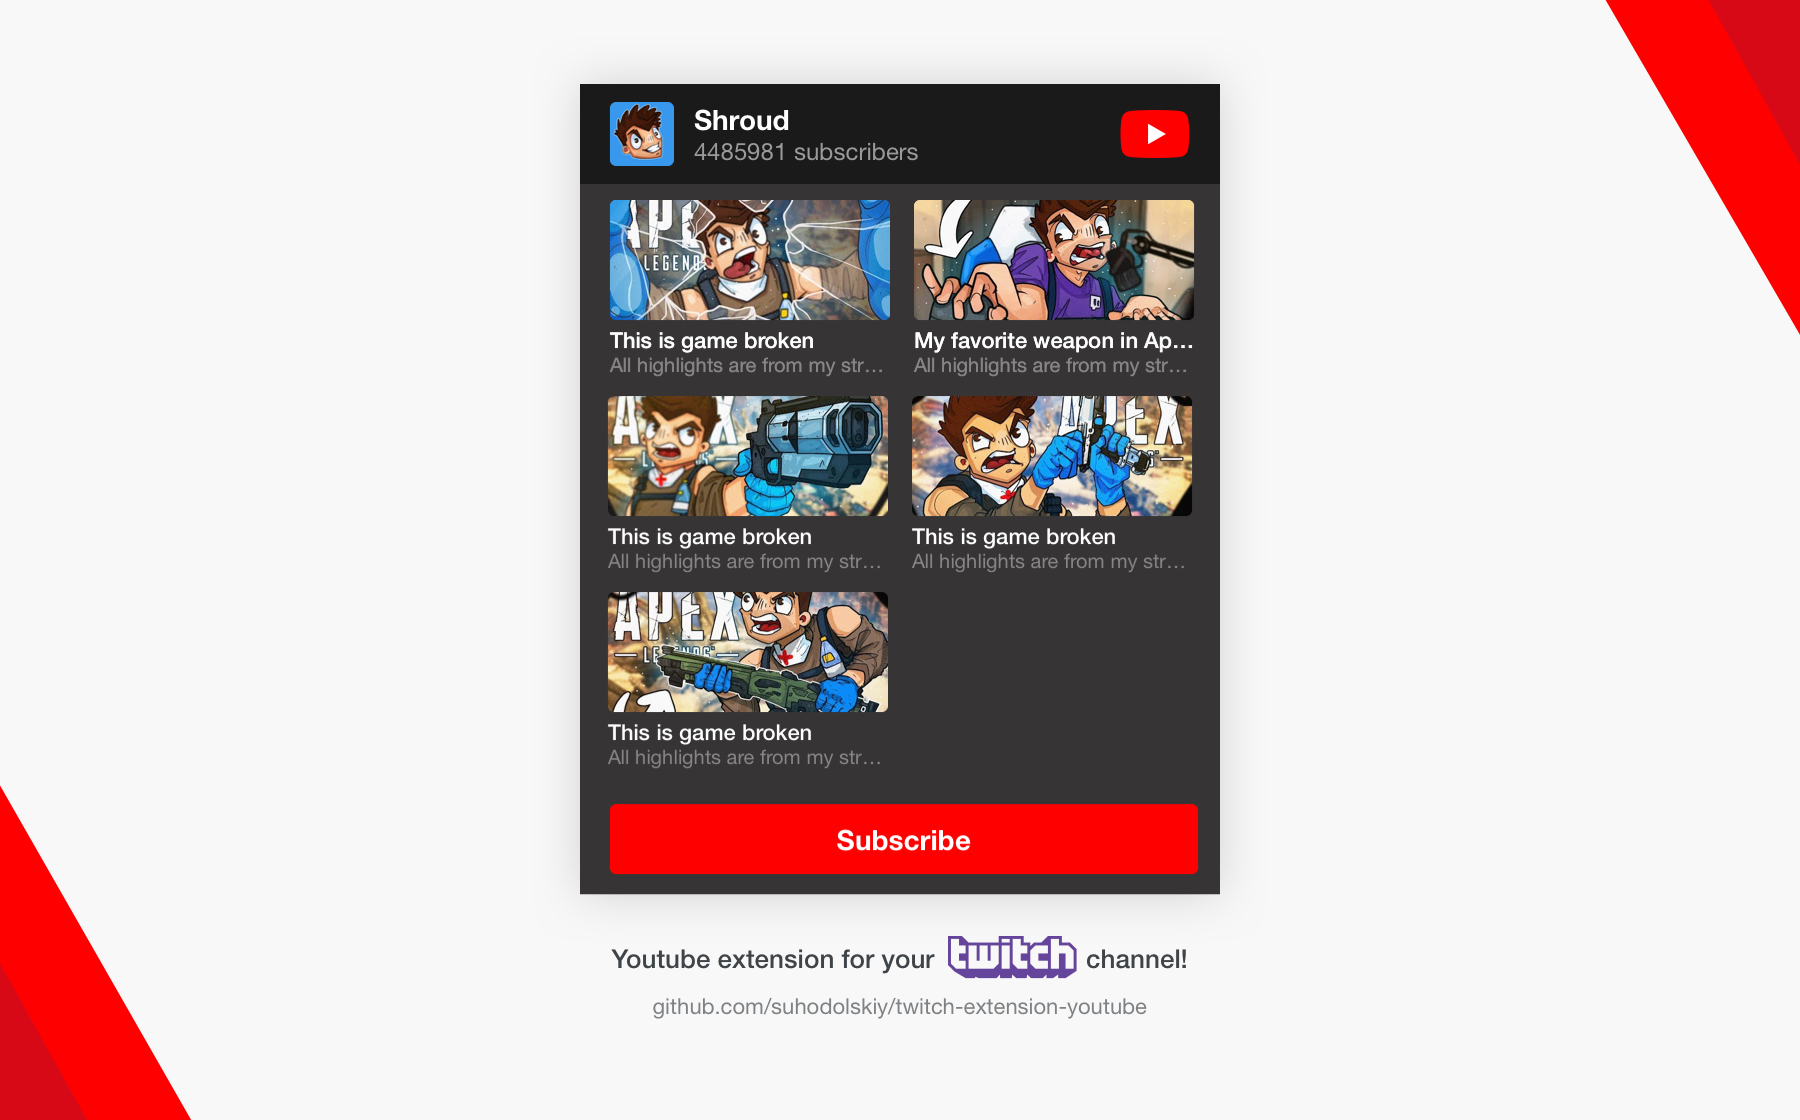 Shroud
4485981 subscribers
APE
LEGEND
This is game broken
All highlights are from my str...
My favorite weapon in Ap...
All highlights are from my str...
APEX
This is game broken
All highlights are from my str...
APEX
This is game broken
All highlights are from my str...
APEX
LEGENDS
This is game broken
All highlights are from my str...
Subscribe
Youtube extension for your twitch channel!
github.com/suhodolskiy/twitch-extension-youtube